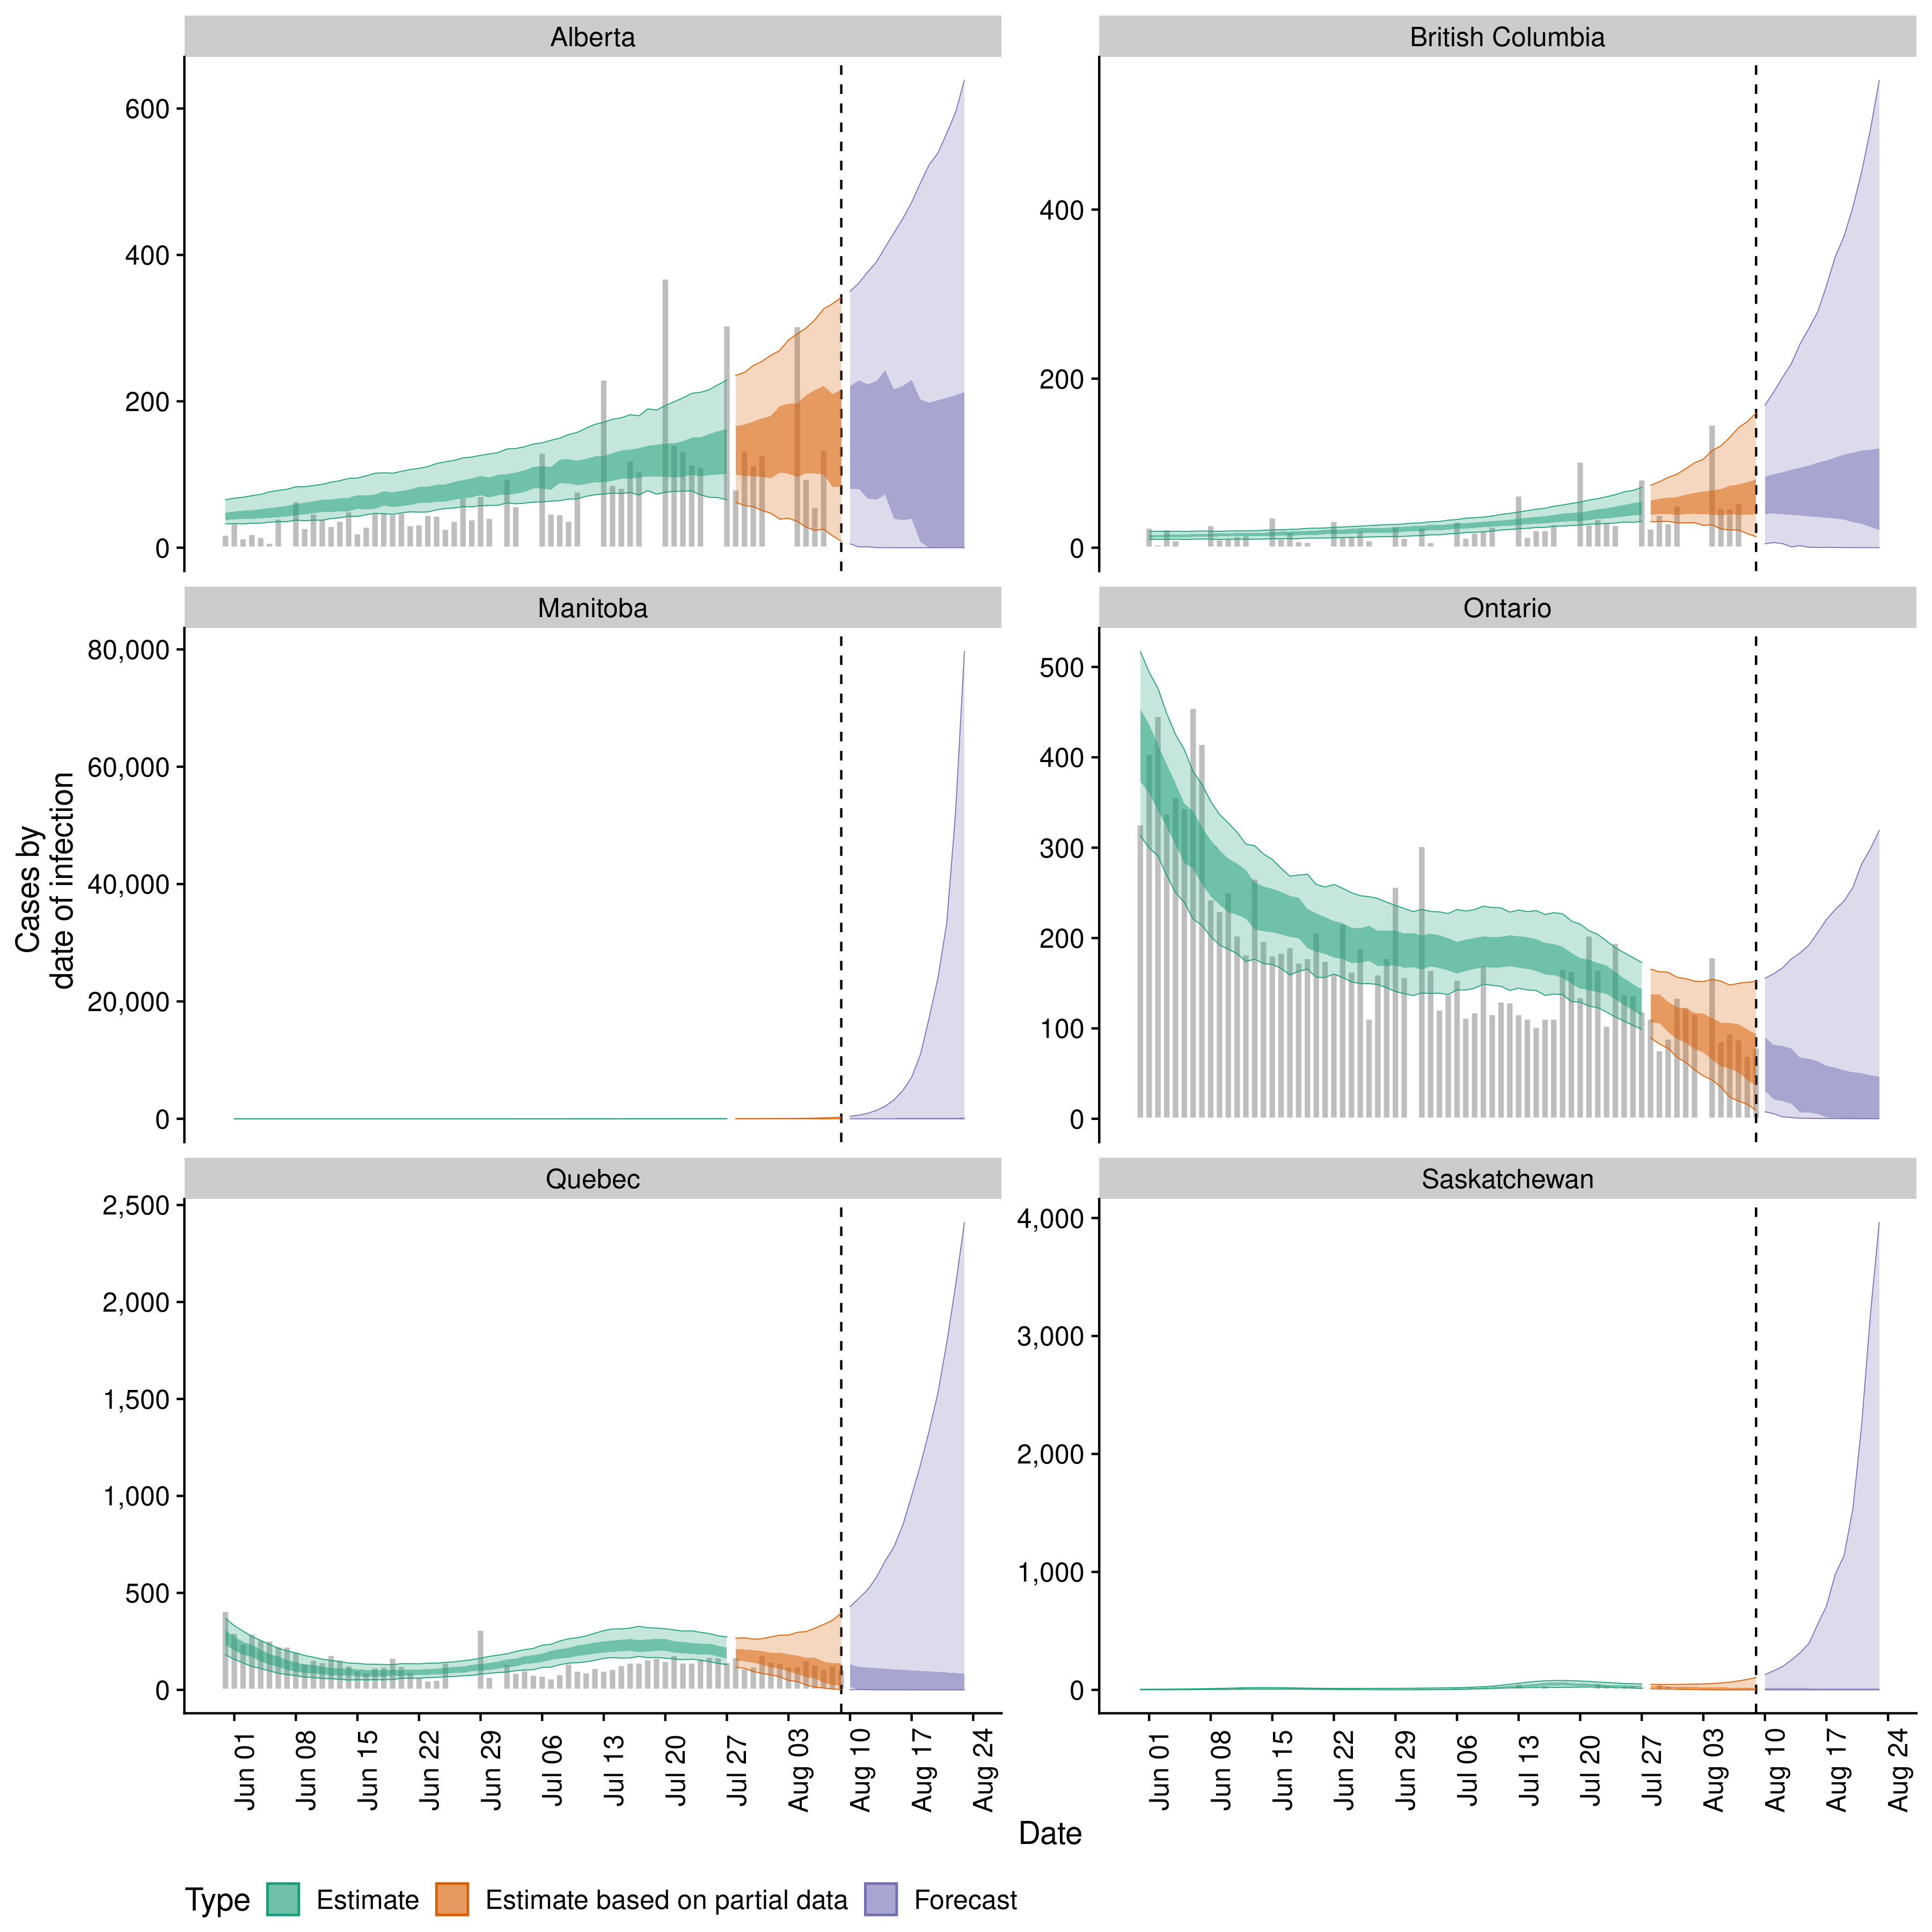 Alberta
British Columbia
600
400
200
0
400
200
0
Manitoba
Ontario
80,000
60,000
40,000
20,000
0
500
400
300
200
100
0
Cases by
date of infection
Quebec
Saskatchewan
2,500
2,000
1,500
1,000
500
0
4,000
3,000
2,000
1,000
0
Jun 01
Jun 08
Jun 15
Jun 22
Jun 29
Jul 06
Jul 13
Jul 20
Jul 27
Aug 03
Aug 10
Aug 17
Aug 24
Jun 01
Jun 08
Jun 15
Jun 22
Jun 29
Jul 06
Jul 13
Jul 20
Jul 27
Aug 03
Aug 10
Aug 17
Aug 24
Date
Type Estimate Estimate based on partial data Forecast